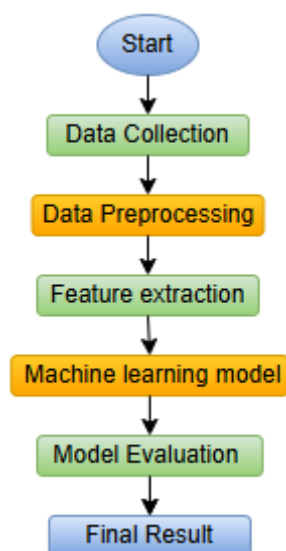 Start
Data Collection
Data Preprocessing
Feature extraction
Machine learning model
Model Evaluation
Final Result